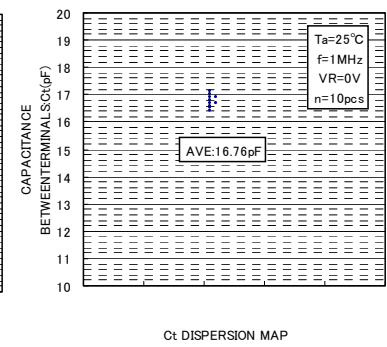 CAPACITANCE
BETWEENTERMINALS:Ct(pF)
20
19
18
17
16
15
14
13
12
11
10
Ta=25°C
f=1MHz
VR=0V
n=10pcs
AVE:16.76pF
Ct DISPERSION MAP